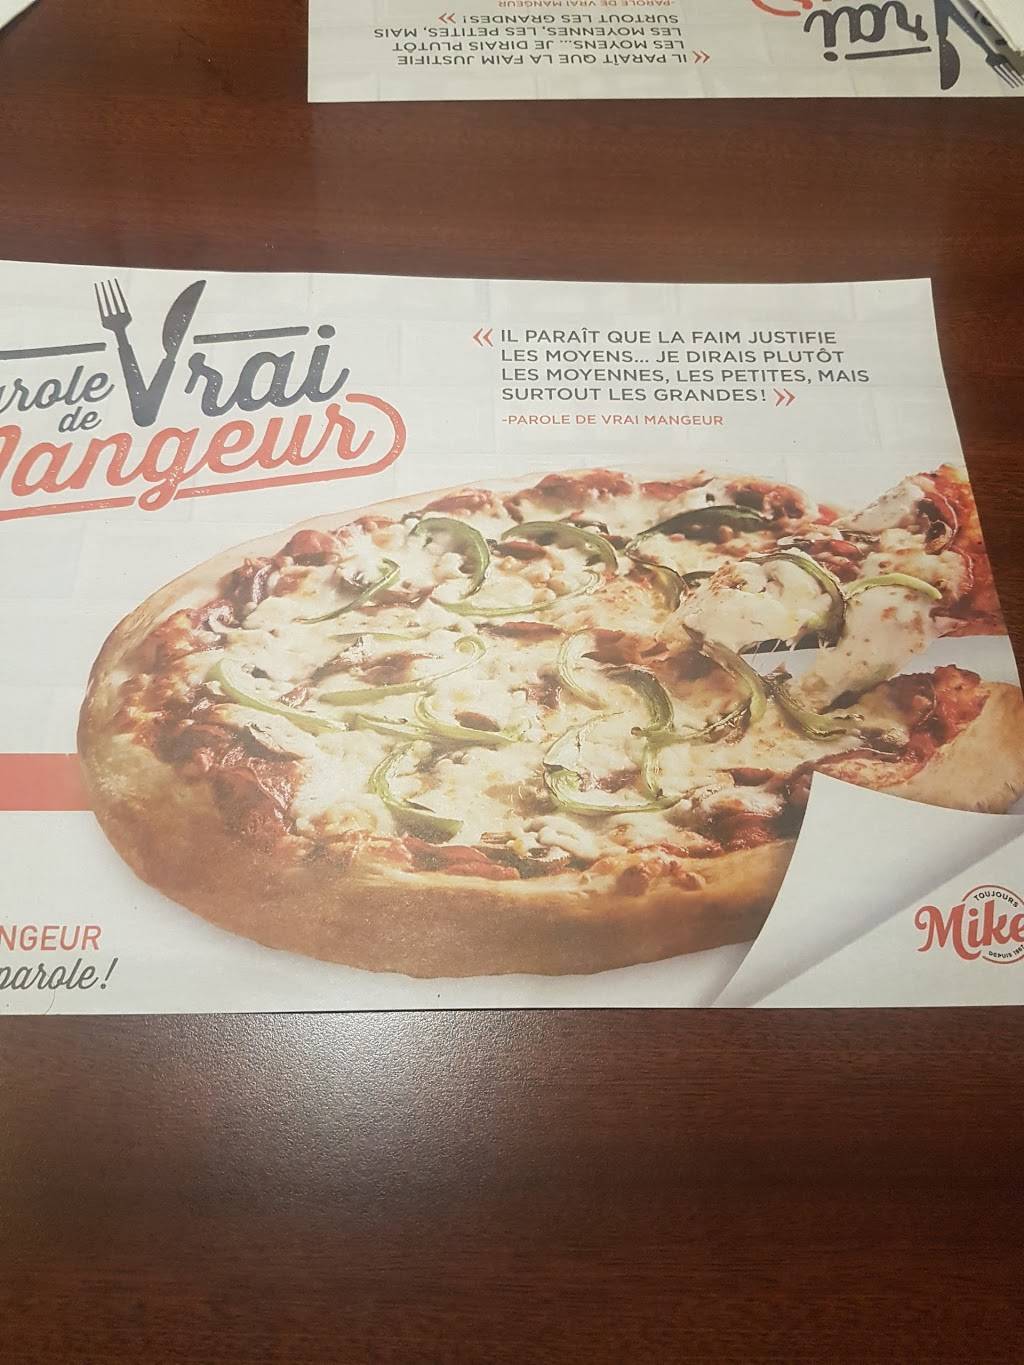 -PAROLE DE VRAI MANGEUR
SURTOUT LES GRANDES! »
LES MOYENNES, LES PETITES, MAIS
LES MOYENS... JE DIRAIS PLUTÔT
« IL PARAÎT QUE LA FAIM JUSTIFIE
Vrai
arole Vrai
de
Mangeur
« IL PARAÎT QUE LA FAIM JUSTIFIE
LES MOYENS... JE DIRAIS PLUTÔT
LES MOYENNES, LES PETITES, MAIS
SURTOUT LES GRANDES! »
-PAROLE DE VRAI MANGEUR
NGEUR
parole!
TOUJOURS
Mike
DEPUIS 1967